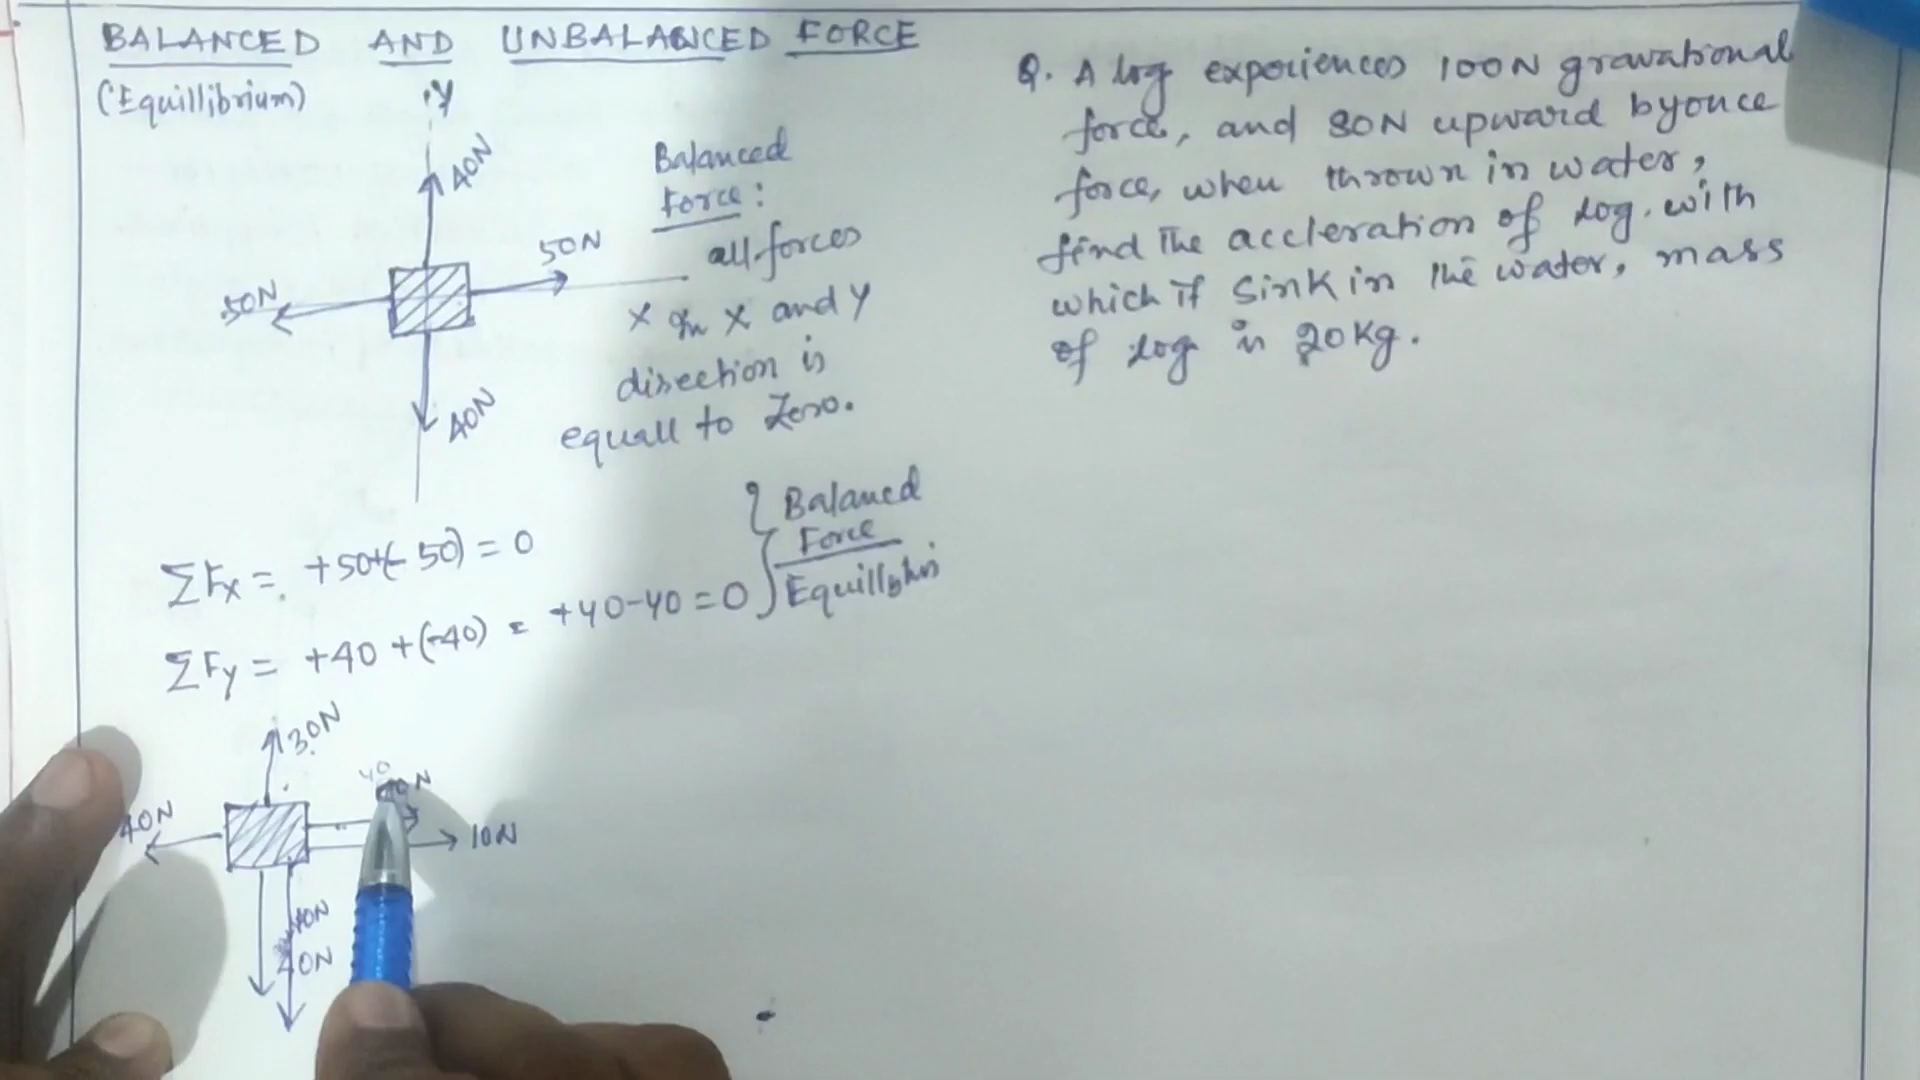 BALANCED AND UNBALANCED FORCE
(Equillibrium)
Y
40N
50N
50N
40N
Balanced
Force:
all forces
in X and Y
direction is
equall to Zero.
ΣFx = +50+(-50) = 0
ΣFy = +40 +(-40) = +40-40 = 0
Balanced
Force
Equillbhri
30N
40N
40
N
10N
40N
40N
Q. A log experiences 100N gravational
force, and 80N upward byouce
force, when thrown in water,
find The accleration of log. with
which it Sink in the water, mass
of log is 20Kg.